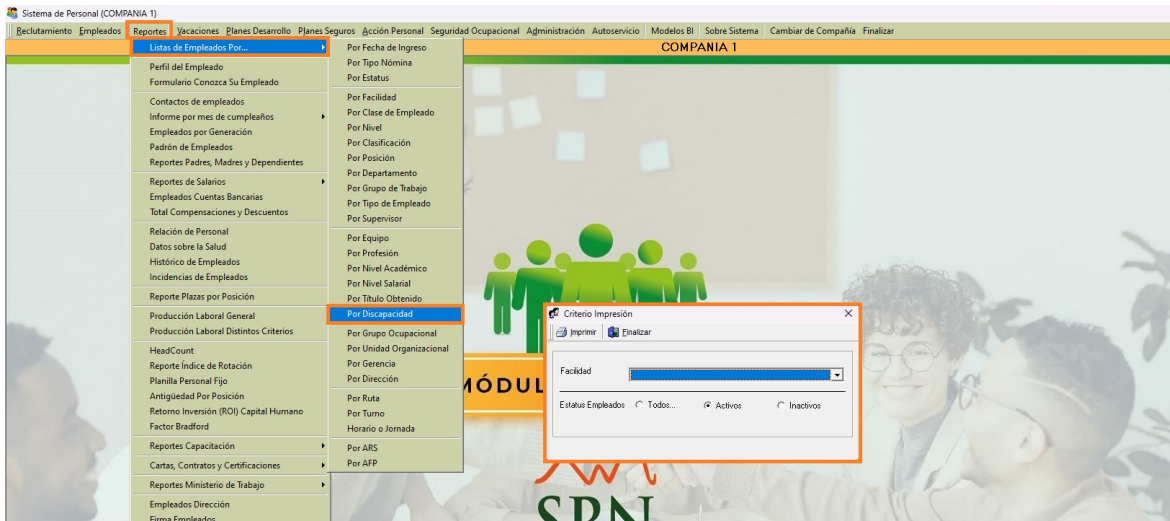 Sistema de Personal (COMPANIA 1)
Reclutamiento Empleados Reportes Vacaciones Planes Desarrollo Planes Seguros Acción Personal Seguridad Ocupacional Administración Autoservicio Modelos BI Sobre Sistema Cambiar de Compañía Finalizar
COMPANIA 1
Listas de Empleados Por...
Perfil del Empleado
Formulario Conozca Su Empleado
Contactos de empleados
Informe por mes de cumpleaños
Empleados por Generación
Padrón de Empleados
Reportes Padres, Madres y Dependientes
Reportes de Salarios
Empleados Cuentas Bancarias
Total Compensaciones y Descuentos
Relación de Personal
Datos sobre la Salud
Histórico de Empleados
Incidencias de Empleados
Reporte Plazas por Posición
Producción Laboral General
Producción Laboral Distintos Criterios
HeadCount
Reporte Índice de Rotación
Planilla Personal Fijo
Antigüedad Por Posición
Retorno Inversión (ROI) Capital Humano
Factor Bradford
Reportes Capacitación
Cartas, Contratos y Certificaciones
Reportes Ministerio de Trabajo
Empleados Dirección
Firma Empleados
Por Fecha de Ingreso
Por Tipo Nómina
Por Estatus
Por Facilidad
Por Clase de Empleado
Por Nivel
Por Clasificación
Por Posición
Por Departamento
Por Grupo de Trabajo
Por Tipo de Empleado
Por Supervisor
Por Equipo
Por Profesión
Por Nivel Académico
Por Nivel Salarial
Por Título Obtenido
Por Discapacidad
Por Grupo Ocupacional
Por Unidad Organizacional
Por Gerencia
Por Dirección
Por Ruta
Por Turno
Horario o Jornada
Por ARS
Por AFP
Criterio Impresión
Imprimir Finalizar
Facilidad
Estatus Empleados Todos... Activos Inactivos
MÓDUL
SPN